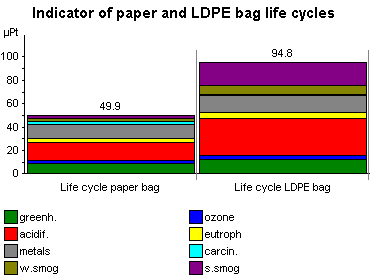 Indicator of paper and LDPE bag life cycles
µPt
100
80
60
40
20
0
49.9
94.8
Life cycle paper bag
Life cycle LDPE bag
greenh.
ozone
acidif.
eutroph
metals
carcin.
w.smog
s.smog